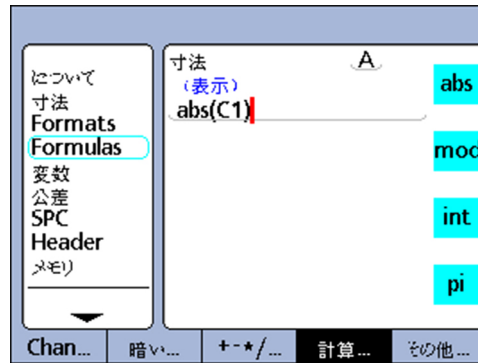 について
寸法
Formats
Formulas
変数
公差
SPC
Header
メモリ
寸法
A
(表示)
abs(C1)
abs
mod
int
pi
Chan...
暗い...
+-*/...
計算...
その他...